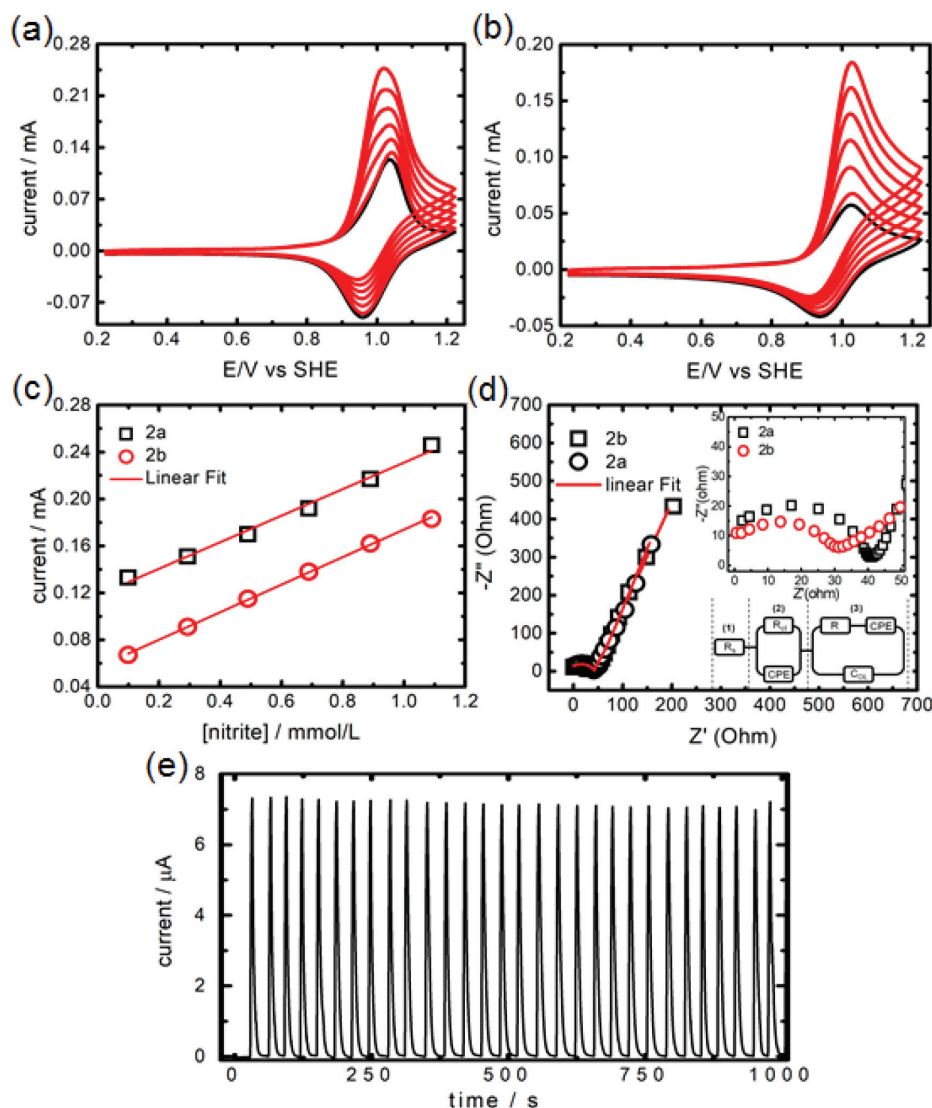 (a)
0.28
0.21
0.14
0.07
0.00
-0.07
current / mA
0.2 0.4 0.6 0.8 1.0 1.2
E/V vs SHE
(b)
0.20
0.15
0.10
0.05
0.00
-0.05
current / mA
0.2 0.4 0.6 0.8 1.0 1.2
E/V vs SHE
(c)
0.28
0.24
0.20
0.16
0.12
0.08
0.04
current / mA
2a
2b
Linear Fit
0.0 0.2 0.4 0.6 0.8 1.0 1.2
[nitrite] / mmol/L
(d)
700
600
500
400
300
200
100
0
-Z" (Ohm)
2b
2a
linear Fit
0 100 200 300 400 500 600 700
Z' (Ohm)
50
40
30
20
10
0
-Z"(ohm)
2a
2b
0 10 20 30 40 50
Z'(ohm)
(1) (2) (3)
R CPE
CPE
(e)
8
6
4
2
0
current / μA
0 250 500 750 1000
time / s